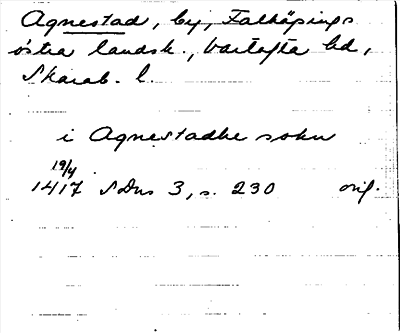 Agnestad, by, Falköpings
östra landsk., Vartofta hd,
Skarab. l.
i Agnestadhe sokn
19/4
1417 SDns 3, s. 230 orig.